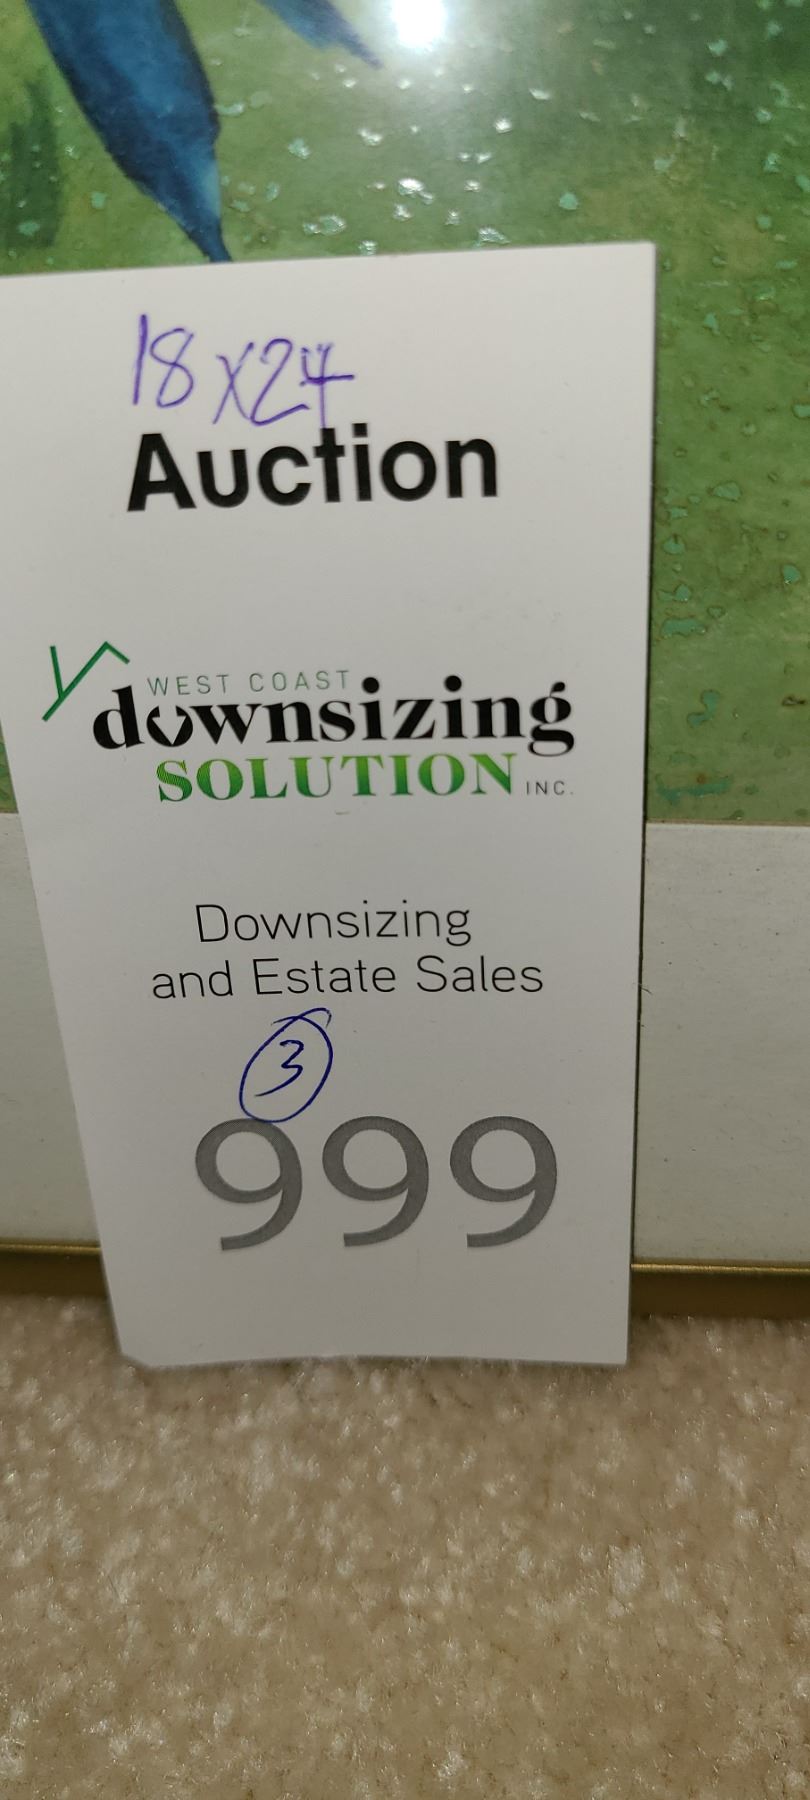 18x24
Auction
WEST COAST
downsizing
SOLUTION INC.
Downsizing
and Estate Sales
3
999